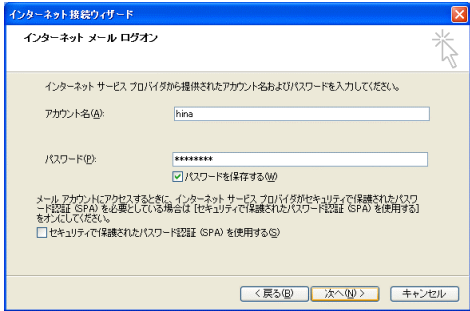 インターネット接続ウィザード
インターネット メール ログオン
インターネット サービス プロバイダから提供されたアカウント名およびパスワードを入力してください。
アカウント名(A):
hina
パスワード(P):
********
パスワードを保存する(W)
メール アカウントにアクセスするときに、インターネット サービス プロバイダがセキュリティで保護されたパスワ
ード認証 (SPA) を必要としている場合は [セキュリティで保護されたパスワード認証 (SPA) を使用する]
をオンにしてください。
セキュリティで保護されたパスワード認証 (SPA) を使用する(S)
< 戻る(B)
次へ(N) >
キャンセル